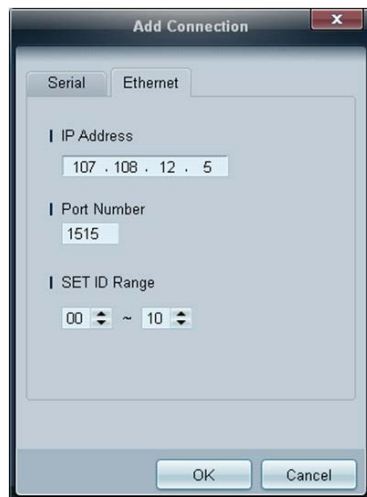 Add Connection
Serial Ethernet
IP Address
107 . 108 . 12 . 5
Port Number
1515
SET ID Range
00 ~ 10
OK Cancel